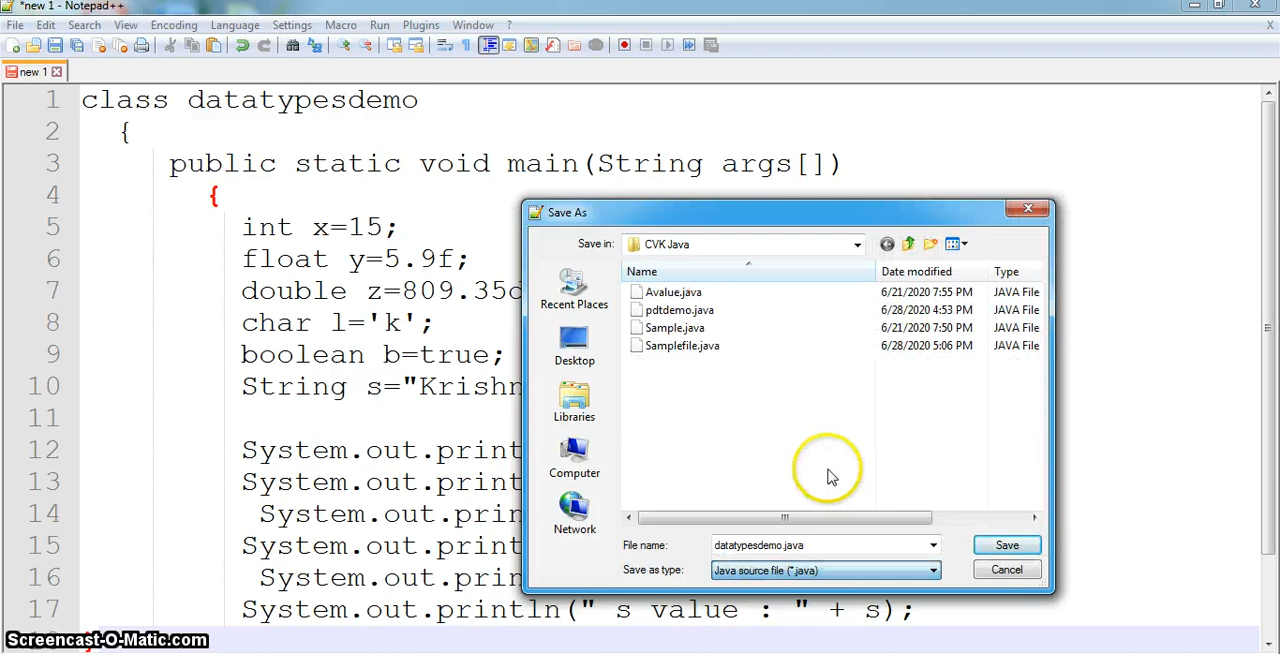 *new 1 - Notepad++
File Edit Search View Encoding Language Settings Macro Run Plugins Window ? X
new 1
1 class datatypesdemo
2 {
3 public static void main(String args[])
4 {
5 int x=15;
6 float y=5.9f;
7 double z=809.35d
8 char l='k';
9 boolean b=true;
10 String s="Krishn
11
12 System.out.print
13 System.out.print
14 System.out.prin
15 System.out.print
16 System.out.prin
17 System.out.println(" s value : " + s);
Save As
Save in: CVK Java
Name Date modified Type
Avalue.java 6/21/2020 7:55 PM JAVA File
pdtdemo.java 6/28/2020 4:53 PM JAVA File
Sample.java 6/21/2020 7:50 PM JAVA File
Samplefile.java 6/28/2020 5:06 PM JAVA File
Recent Places
Desktop
Libraries
Computer
Network
File name: datatypesdemo.java Save
Save as type: Java source file (*.java) Cancel
Screencast-O-Matic.com